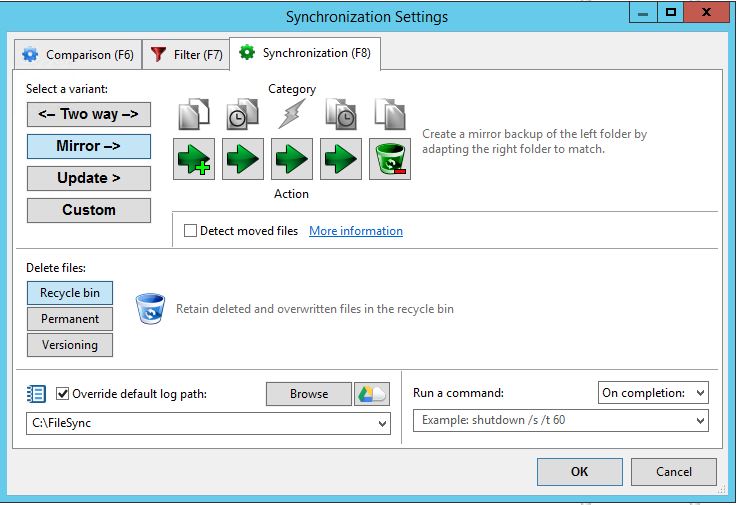 Synchronization Settings
Comparison (F6)
Filter (F7)
Synchronization (F8)
Select a variant:
<– Two way –>
Mirror –>
Update >
Custom
Category
Action
Create a mirror backup of the left folder by
adapting the right folder to match.
Detect moved files
More information
Delete files:
Recycle bin
Permanent
Versioning
Retain deleted and overwritten files in the recycle bin
Override default log path:
Browse
C:\FileSync
Run a command:
On completion:
Example: shutdown /s /t 60
OK
Cancel